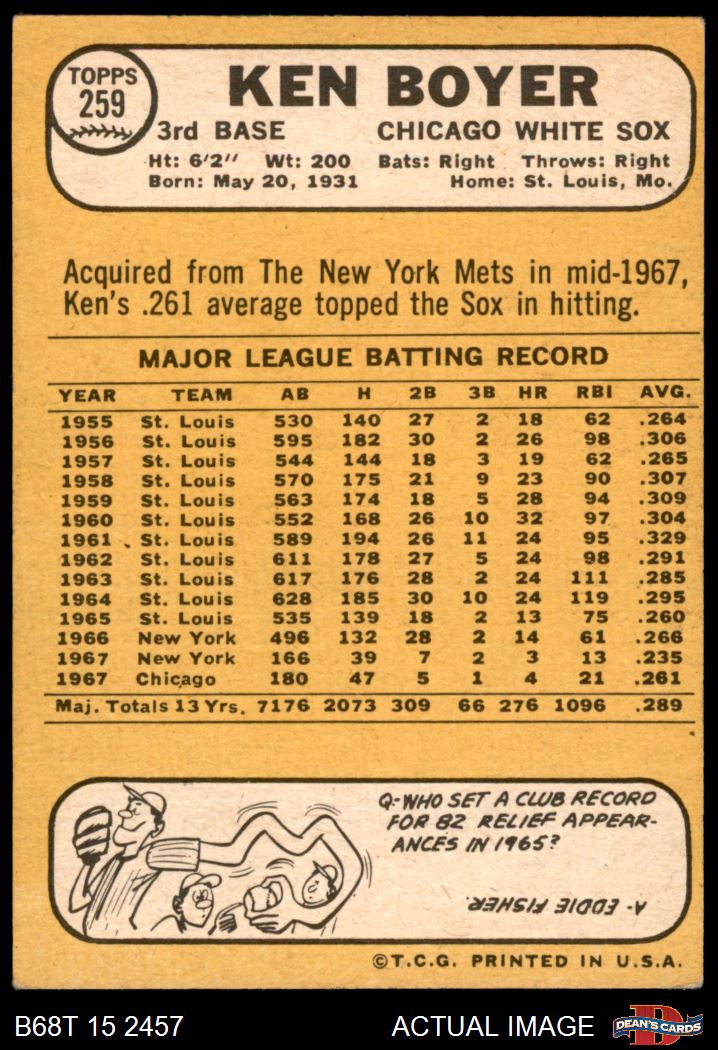 TOPPS
259
KEN BOYER
3rd BASE CHICAGO WHITE SOX
Ht: 6'2" Wt: 200 Bats: Right Throws: Right
Born: May 20, 1931 Home: St. Louis, Mo.
Acquired from The New York Mets in mid-1967,
Ken's .261 average topped the Sox in hitting.
MAJOR LEAGUE BATTING RECORD
YEAR TEAM AB H 2B 3B HR RBI AVG.
1955 St. Louis 530 140 27 2 18 62 .264
1956 St. Louis 595 182 30 2 26 98 .306
1957 St. Louis 544 144 18 3 19 62 .265
1958 St. Louis 570 175 21 9 23 90 .307
1959 St. Louis 563 174 18 5 28 94 .309
1960 St. Louis 552 168 26 10 32 97 .304
1961 St. Louis 589 194 26 11 24 95 .329
1962 St. Louis 611 178 27 5 24 98 .291
1963 St. Louis 617 176 28 2 24 111 .285
1964 St. Louis 628 185 30 10 24 119 .295
1965 St. Louis 535 139 18 2 13 75 .260
1966 New York 496 132 28 2 14 61 .266
1967 New York 166 39 7 2 3 13 .235
1967 Chicago 180 47 5 1 4 21 .261
Maj. Totals 13 Yrs. 7176 2073 309 66 276 1096 .289
Q-WHO SET A CLUB RECORD
FOR 82 RELIEF APPEAR-
ANCES IN 1965?
A- EDDIE FISHER.
©T.C.G. PRINTED IN U.S.A.
B68T 15 2457 ACTUAL IMAGE DEAN'S CARDS